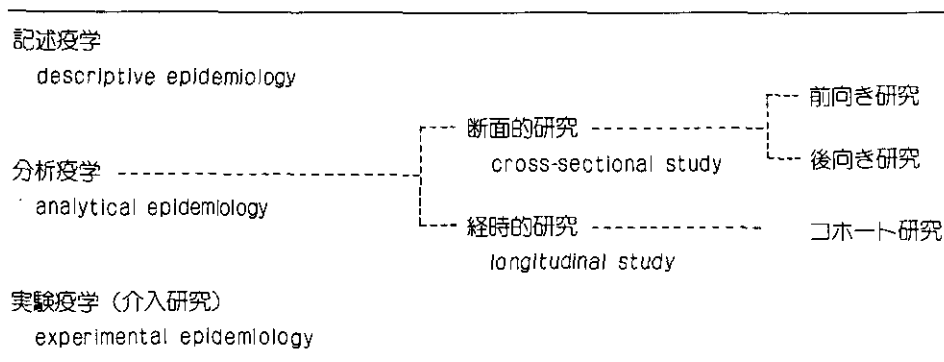 記述疫学
descriptive epidemiology
前向き研究
断面的研究
cross-sectional study
後向き研究
分析疫学
analytical epidemiology
経時的研究
コホート研究
longitudinal study
実験疫学（介入研究）
experimental epidemiology